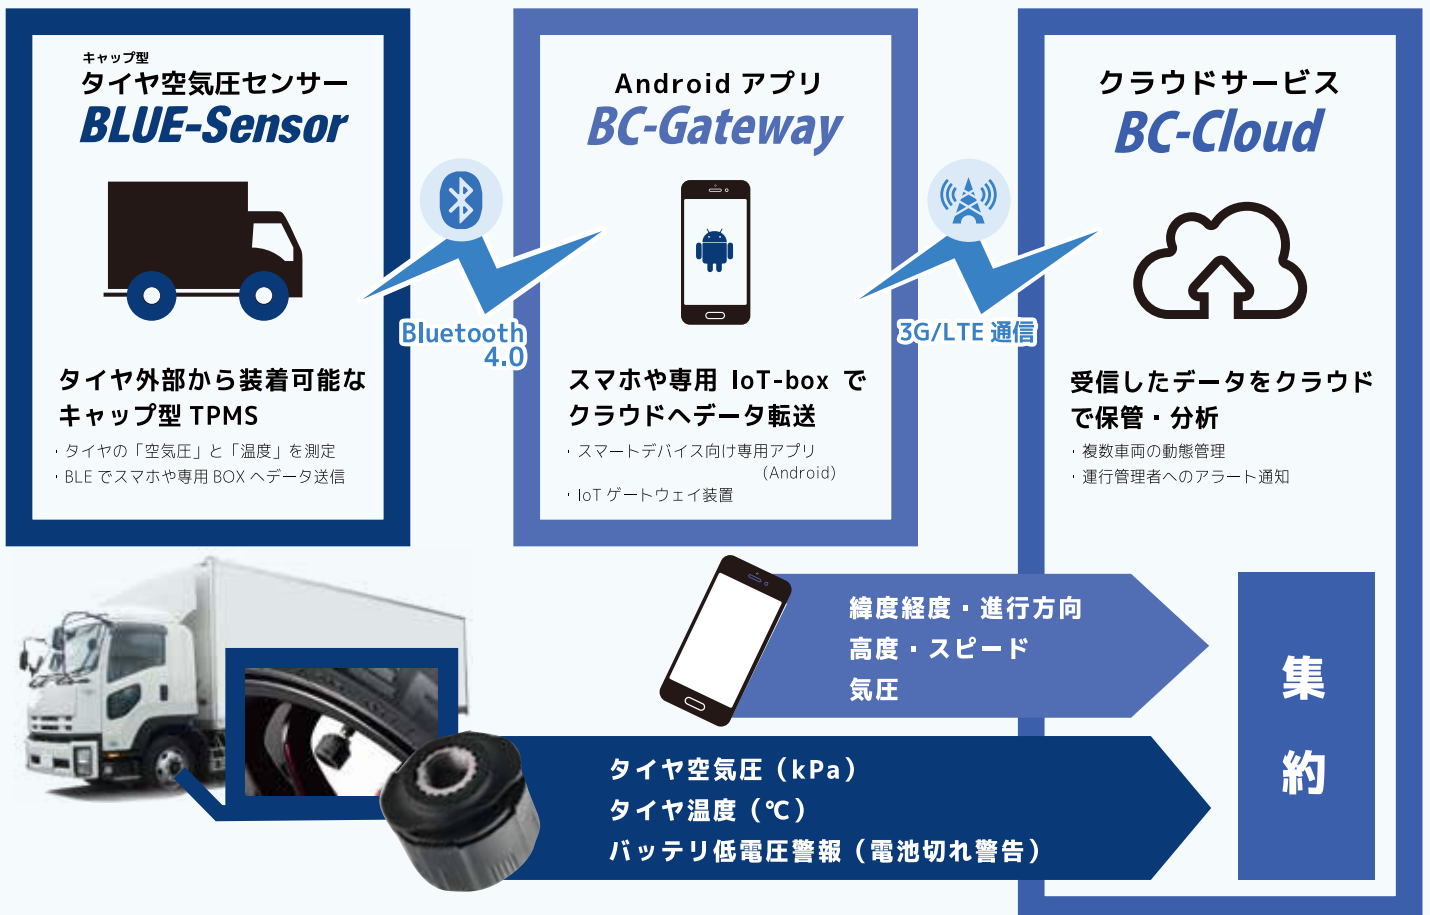 キャップ型
タイヤ空気圧センサー
BLUE-Sensor
タイヤ外部から装着可能な
キャップ型 TPMS
・タイヤの「空気圧」と「温度」を測定
・BLE でスマホや専用 BOX へデータ送信
Bluetooth
4.0
Android アプリ
BC-Gateway
スマホや専用 IoT-box で
クラウドへデータ転送
・スマートデバイス向け専用アプリ
（Android）
・IoT ゲートウェイ装置
3G/LTE 通信
クラウドサービス
BC-Cloud
受信したデータをクラウド
で保管・分析
・複数車両の動態管理
・運行管理者へのアラート通知
緯度経度・進行方向
高度・スピード
気圧
タイヤ空気圧（kPa）
タイヤ温度（℃）
バッテリ低電圧警報（電池切れ警告）
集
約